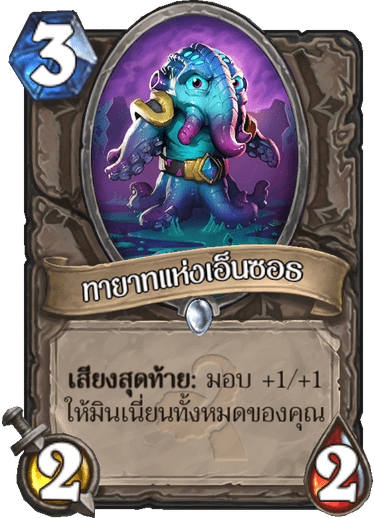 3
ทายาทแห่งเอ็นซอธ
เสียงสุดท้าย: มอบ +1/+1
ให้มินเนี่ยนทั้งหมดของคุณ
2
2